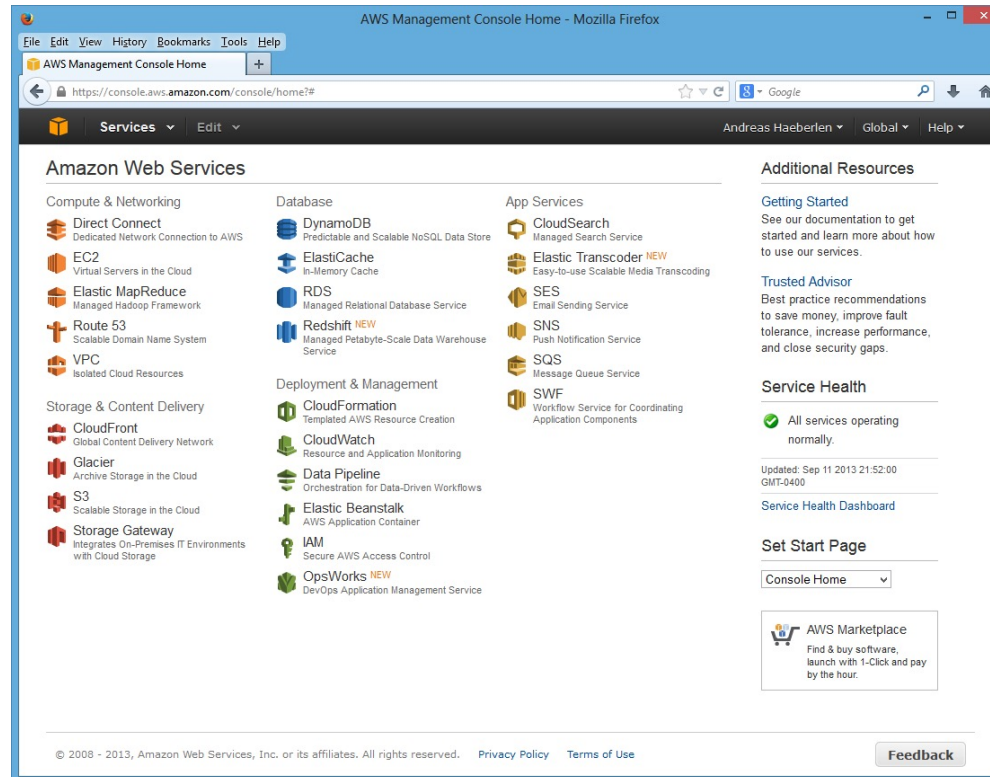 AWS Management Console Home - Mozilla Firefox
File Edit View History Bookmarks Tools Help
AWS Management Console Home +
https://console.aws.amazon.com/console/home?#
8 Google
Services Edit
Andreas Haeberlen Global Help
Amazon Web Services
Compute & Networking
Direct Connect
Dedicated Network Connection to AWS
EC2
Virtual Servers in the Cloud
Elastic MapReduce
Managed Hadoop Framework
Route 53
Scalable Domain Name System
VPC
Isolated Cloud Resources
Storage & Content Delivery
CloudFront
Global Content Delivery Network
Glacier
Archive Storage in the Cloud
S3
Scalable Storage in the Cloud
Storage Gateway
Integrates On-Premises IT Environments
with Cloud Storage
Database
DynamoDB
Predictable and Scalable NoSQL Data Store
ElastiCache
In-Memory Cache
RDS
Managed Relational Database Service
Redshift NEW
Managed Petabyte-Scale Data Warehouse
Service
Deployment & Management
CloudFormation
Templated AWS Resource Creation
CloudWatch
Resource and Application Monitoring
Data Pipeline
Orchestration for Data-Driven Workflows
Elastic Beanstalk
AWS Application Container
IAM
Secure AWS Access Control
OpsWorks NEW
DevOps Application Management Service
App Services
CloudSearch
Managed Search Service
Elastic Transcoder NEW
Easy-to-use Scalable Media Transcoding
SES
Email Sending Service
SNS
Push Notification Service
SQS
Message Queue Service
SWF
Workflow Service for Coordinating
Application Components
Additional Resources
Getting Started
See our documentation to get
started and learn more about how
to use our services.
Trusted Advisor
Best practice recommendations
to save money, improve fault
tolerance, increase performance,
and close security gaps.
Service Health
All services operating
normally.
Updated: Sep 11 2013 21:52:00
GMT-0400
Service Health Dashboard
Set Start Page
Console Home
AWS Marketplace
Find & buy software,
launch with 1-Click and pay
by the hour.
© 2008 - 2013, Amazon Web Services, Inc. or its affiliates. All rights reserved. Privacy Policy Terms of Use
Feedback